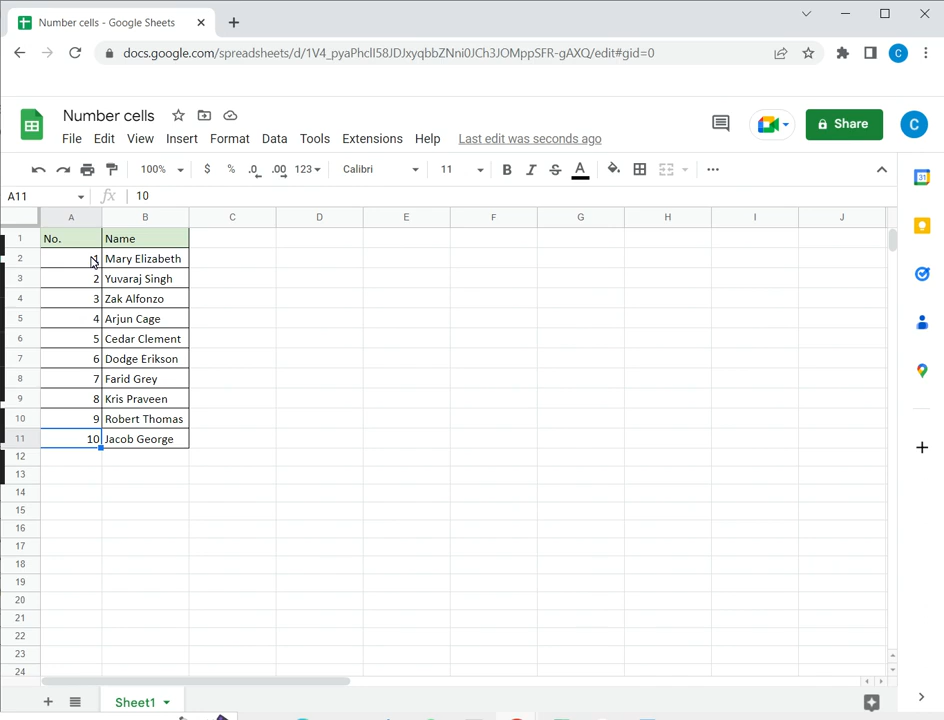 Number cells - Google Sheets
docs.google.com/spreadsheets/d/1V4_pyaPhclI58JDJxyqbbZNni0JCh3JOMppSFR-gAXQ/edit#gid=0
C
Number cells
File Edit View Insert Format Data Tools Extensions Help Last edit was seconds ago
Share
C
100% $ % .0 .00 123 Calibri 11 B I S A
A11 fx 10
31
A B C D E F G H I J
1 No. Name
2 1 Mary Elizabeth
3 2 Yuvaraj Singh
4 3 Zak Alfonzo
5 4 Arjun Cage
6 5 Cedar Clement
7 6 Dodge Erikson
8 7 Farid Grey
9 8 Kris Praveen
10 9 Robert Thomas
11 10 Jacob George
12
13
14
15
16
17
18
19
20
21
22
23
24
Sheet1